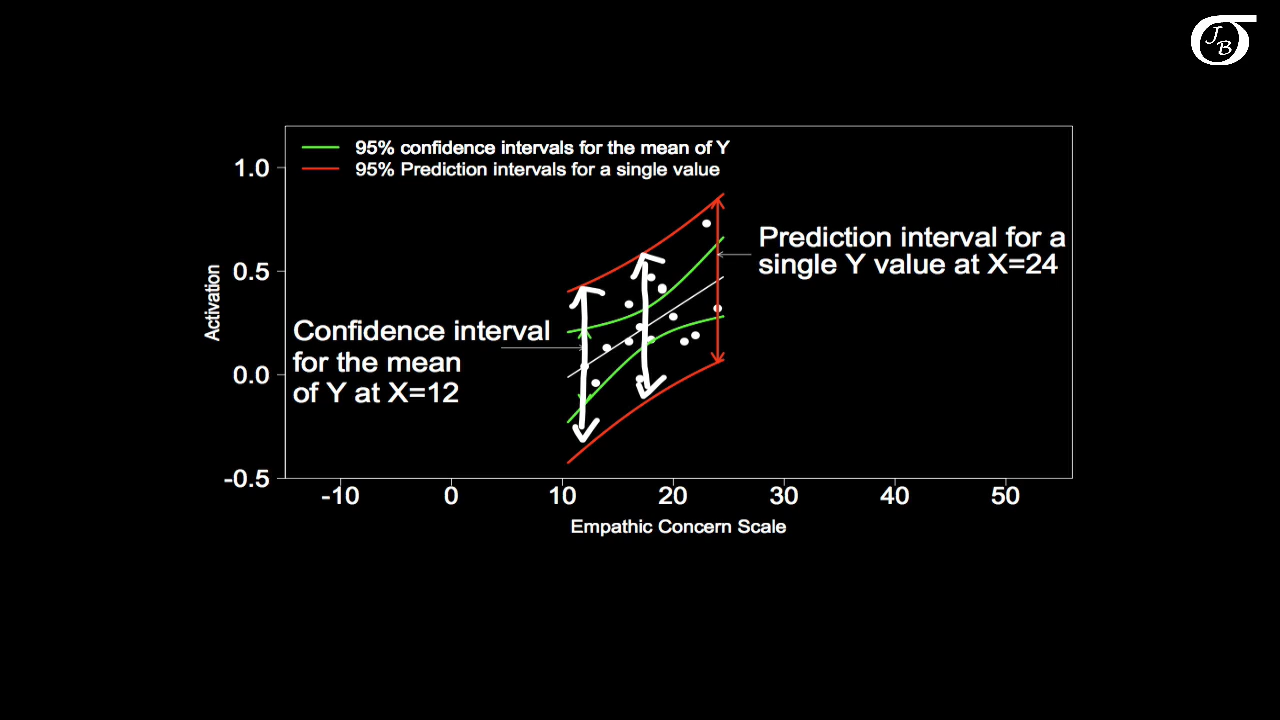 JB
95% confidence intervals for the mean of Y
95% Prediction intervals for a single value
1.0
0.5
0.0
-0.5
Activation
Prediction interval for a
single Y value at X=24
Confidence interval
for the mean
of Y at X=12
-10 0 10 20 30 40 50
Empathic Concern Scale